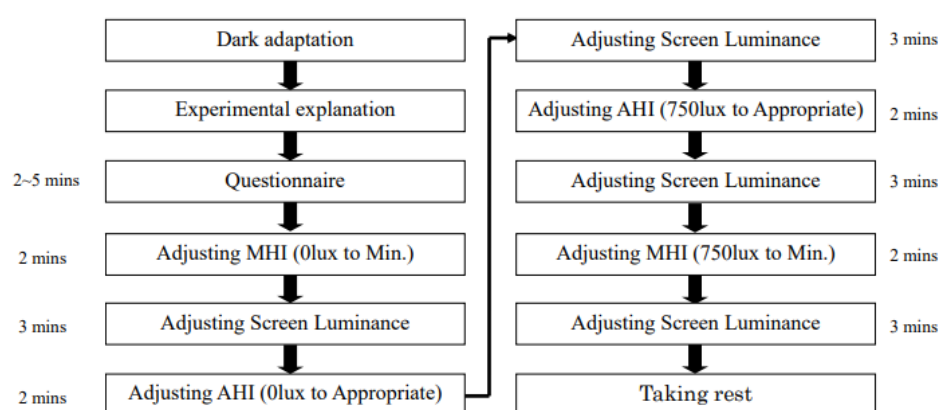 Dark adaptation
Experimental explanation
2~5 mins
Questionnaire
2 mins
Adjusting MHI (0lux to Min.)
3 mins
Adjusting Screen Luminance
2 mins
Adjusting AHI (0lux to Appropriate)
Adjusting Screen Luminance
3 mins
Adjusting AHI (750lux to Appropriate)
2 mins
Adjusting Screen Luminance
3 mins
Adjusting MHI (750lux to Min.)
2 mins
Adjusting Screen Luminance
3 mins
Taking rest